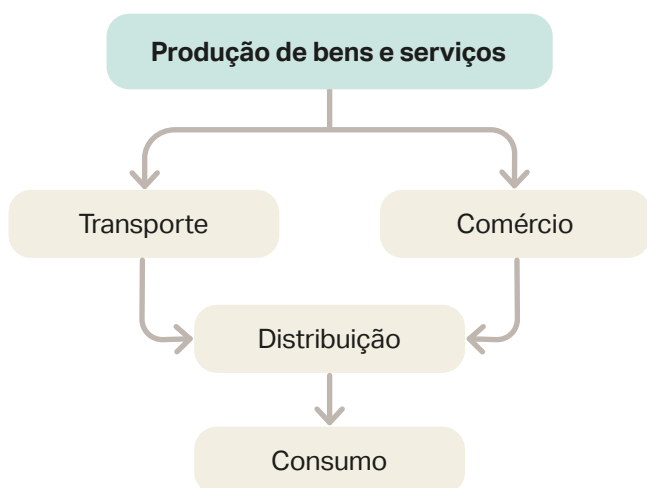 Produção de bens e serviços
Transporte
Comércio
Distribuição
Consumo